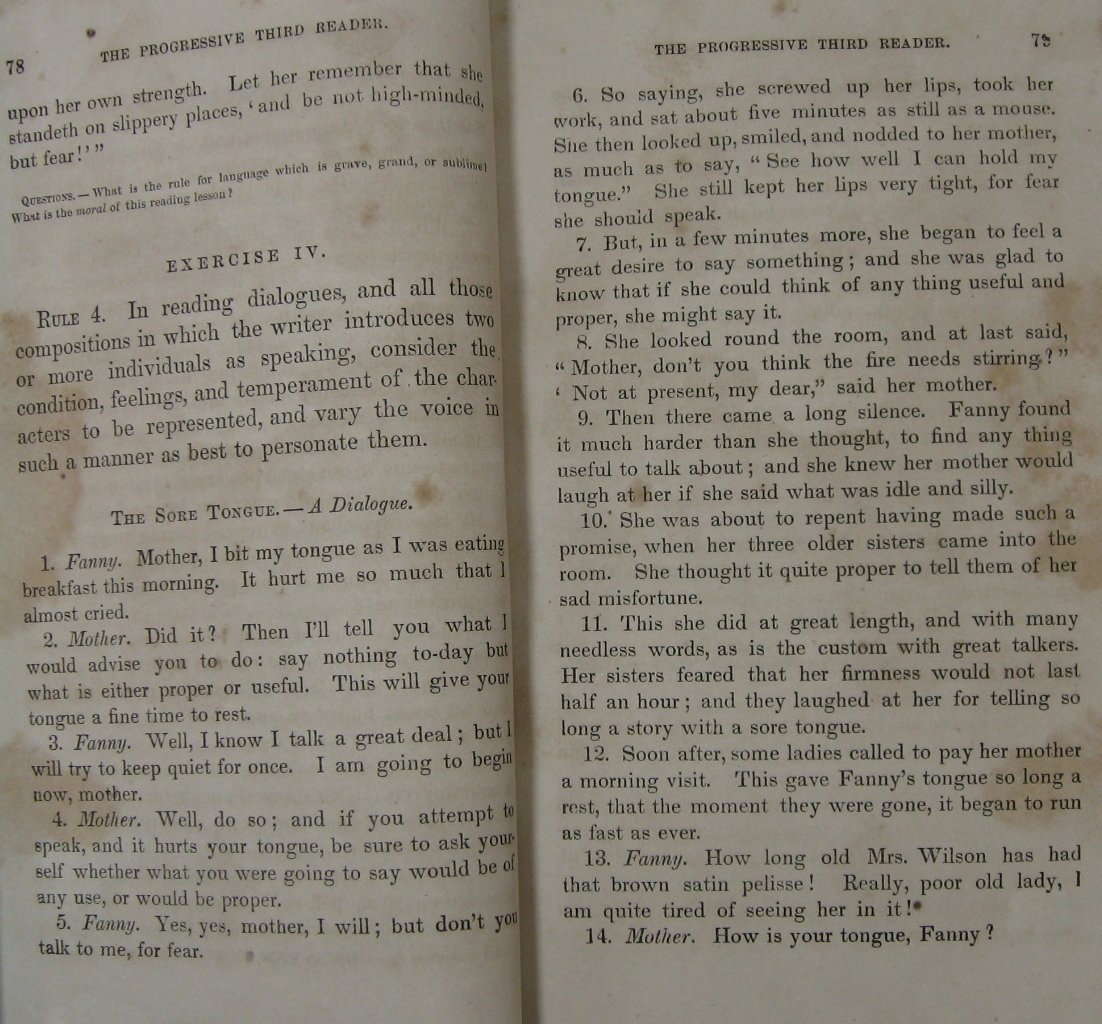 78
THE PROGRESSIVE THIRD READER.
upon her own strength. Let her remember that she
standeth on slippery places, ‘and be not high-minded,
but fear!’”
QUESTIONS.—What is the rule for language which is grave, grand, or sublime?
What is the moral of this reading lesson?
EXERCISE IV.
RULE 4. In reading dialogues, and all those
compositions in which the writer introduces two
or more individuals as speaking, consider the
condition, feelings, and temperament of the char-
acters to be represented, and vary the voice in
such a manner as best to personate them.
THE SORE TONGUE.—A Dialogue.
1. Fanny. Mother, I bit my tongue as I was eating
breakfast this morning. It hurt me so much that I
almost cried.
2. Mother. Did it? Then I'll tell you what I
would advise you to do: say nothing to-day but
what is either proper or useful. This will give your
tongue a fine time to rest.
3. Fanny. Well, I know I talk a great deal; but I
will try to keep quiet for once. I am going to begin
now, mother.
4. Mother. Well, do so; and if you attempt to
speak, and it hurts your tongue, be sure to ask your-
self whether what you were going to say would be of
any use, or would be proper.
5. Fanny. Yes, yes, mother, I will; but don't you
talk to me, for fear.
THE PROGRESSIVE THIRD READER.
79
6. So saying, she screwed up her lips, took her
work, and sat about five minutes as still as a mouse.
She then looked up, smiled, and nodded to her mother,
as much as to say, “See how well I can hold my
tongue.” She still kept her lips very tight, for fear
she should speak.
7. But, in a few minutes more, she began to feel a
great desire to say something; and she was glad to
know that if she could think of any thing useful and
proper, she might say it.
8. She looked round the room, and at last said,
“Mother, don't you think the fire needs stirring?”
‘Not at present, my dear,” said her mother.
9. Then there came a long silence. Fanny found
it much harder than she thought, to find any thing
useful to talk about; and she knew her mother would
laugh at her if she said what was idle and silly.
10. She was about to repent having made such a
promise, when her three older sisters came into the
room. She thought it quite proper to tell them of her
sad misfortune.
11. This she did at great length, and with many
needless words, as is the custom with great talkers.
Her sisters feared that her firmness would not last
half an hour; and they laughed at her for telling so
long a story with a sore tongue.
12. Soon after, some ladies called to pay her mother
a morning visit. This gave Fanny's tongue so long a
rest, that the moment they were gone, it began to run
as fast as ever.
13. Fanny. How long old Mrs. Wilson has had
that brown satin pelisse! Really, poor old lady, I
am quite tired of seeing her in it!
14. Mother. How is your tongue, Fanny?